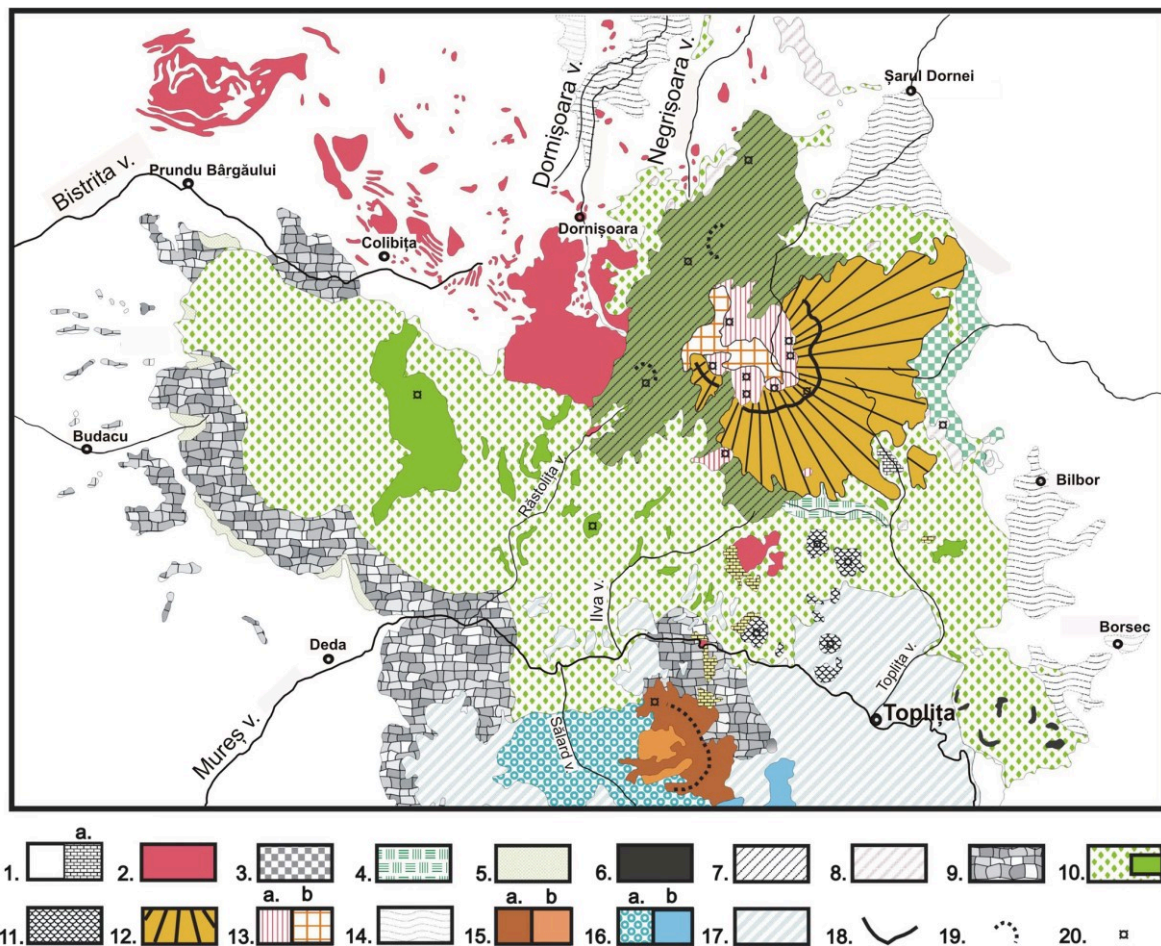 Șarul Dornei
Dornișoara v.
Negrișoara v.
Bistrița v.
Prundu Bârgăului
Dornișoara
Colibița
Budacu
Răstolița v.
Bilbor
Ilva v.
Deda
Borsec
Toplița v.
Mureș v.
Sălard v.
Toplița
a.
1. 2. 3. 4. 5. 6. 7. 8. 9. 10.
a b a b a b
11. 12. 13. 14. 15. 16. 17. 18. 19. 20.